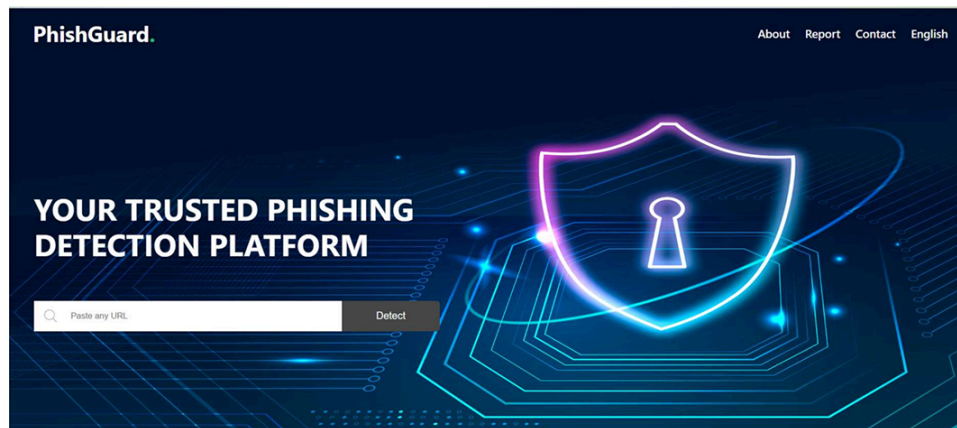 PhishGuard.
About Report Contact English
YOUR TRUSTED PHISHING
DETECTION PLATFORM
Paste any URL
Detect